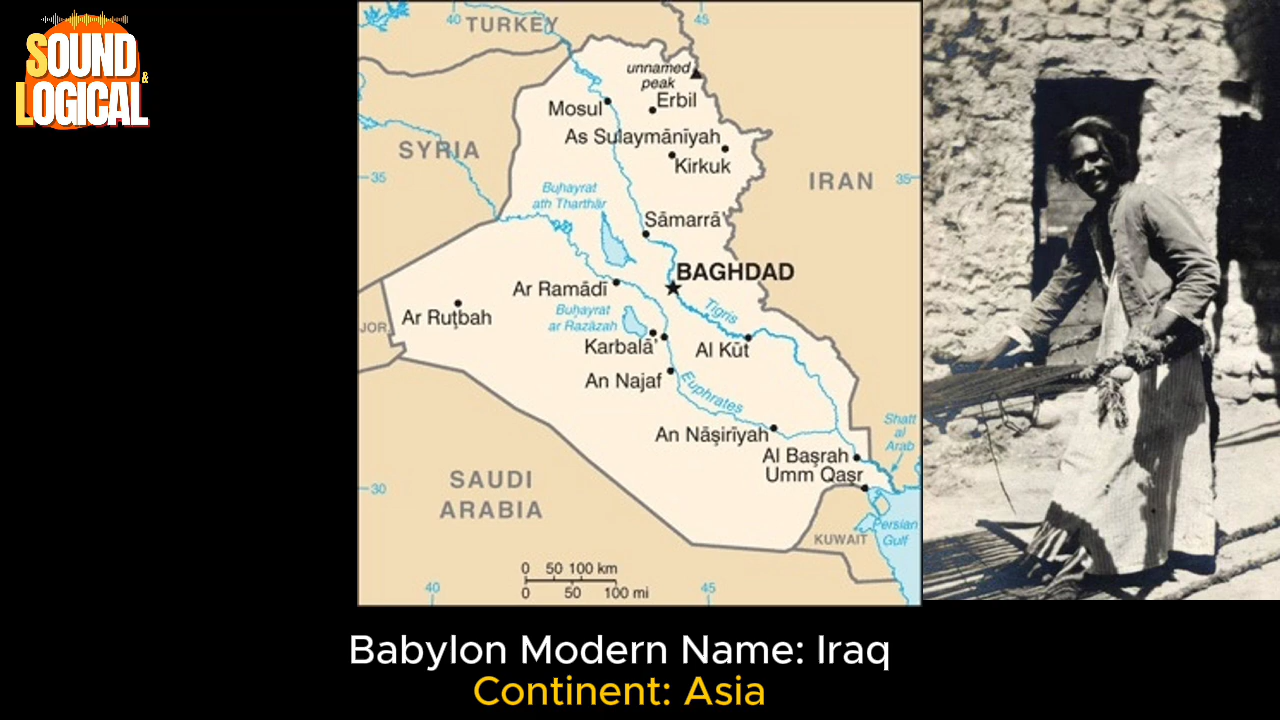 SOUND
&
LOGICAL
40
TURKEY
45
unnamed
peak
Mosul
Erbil
As Sulaymānīyah
Kirkuk
SYRIA
35
IRAN
35
Buḩayrat
ath Tharthār
Sāmarrā'
BAGHDAD
Ar Ramādī
Tigris
Ar Ruţbah
JOR.
Buḩayrat
ar Razāzah
Karbalā'
Al Kūt
An Najaf
Euphrates
An Nāşirīyah
Shatt
al
Arab
Al Başrah
Umm Qaşr
SAUDI
ARABIA
30
Persian
Gulf
KUWAIT
0 50 100 km
0 50 100 mi
40
45
Babylon Modern Name: Iraq
Continent: Asia